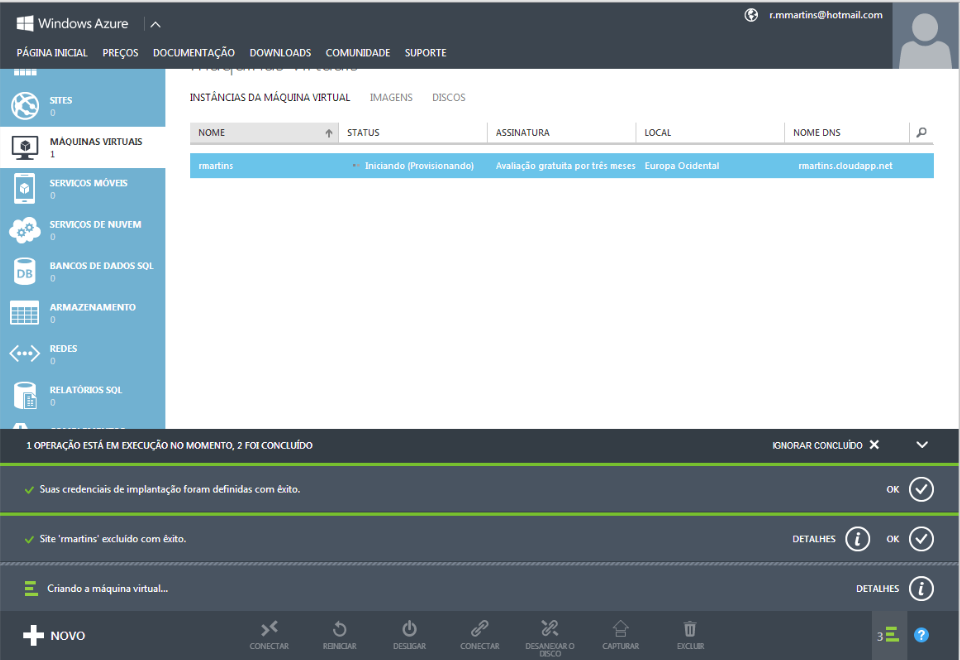 Windows Azure
r.mmartins@hotmail.com
PÁGINA INICIAL PREÇOS DOCUMENTAÇÃO DOWNLOADS COMUNIDADE SUPORTE
máquinas virtuais
SITES
0
MÁQUINAS VIRTUAIS
1
SERVIÇOS MÓVEIS
0
SERVIÇOS DE NUVEM
0
DB
BANCOS DE DADOS SQL
0
ARMAZENAMENTO
0
REDES
0
RELATÓRIOS SQL
0
INSTÂNCIAS DA MÁQUINA VIRTUAL IMAGENS DISCOS
NOME STATUS ASSINATURA LOCAL NOME DNS
rmartins Iniciando (Provisionando) Avaliação gratuita por três meses Europa Ocidental rmartins.cloudapp.net
1 OPERAÇÃO ESTÁ EM EXECUÇÃO NO MOMENTO, 2 FOI CONCLUÍDO IGNORAR CONCLUÍDO
Suas credenciais de implantação foram definidas com êxito. OK
Site 'rmartins' excluído com êxito. DETALHES i OK
Criando a máquina virtual... DETALHES i
NOVO
CONECTAR
REINICIAR
DESLIGAR
CONECTAR
DESANEXAR O
DISCO
CAPTURAR
EXCLUIR
3
?